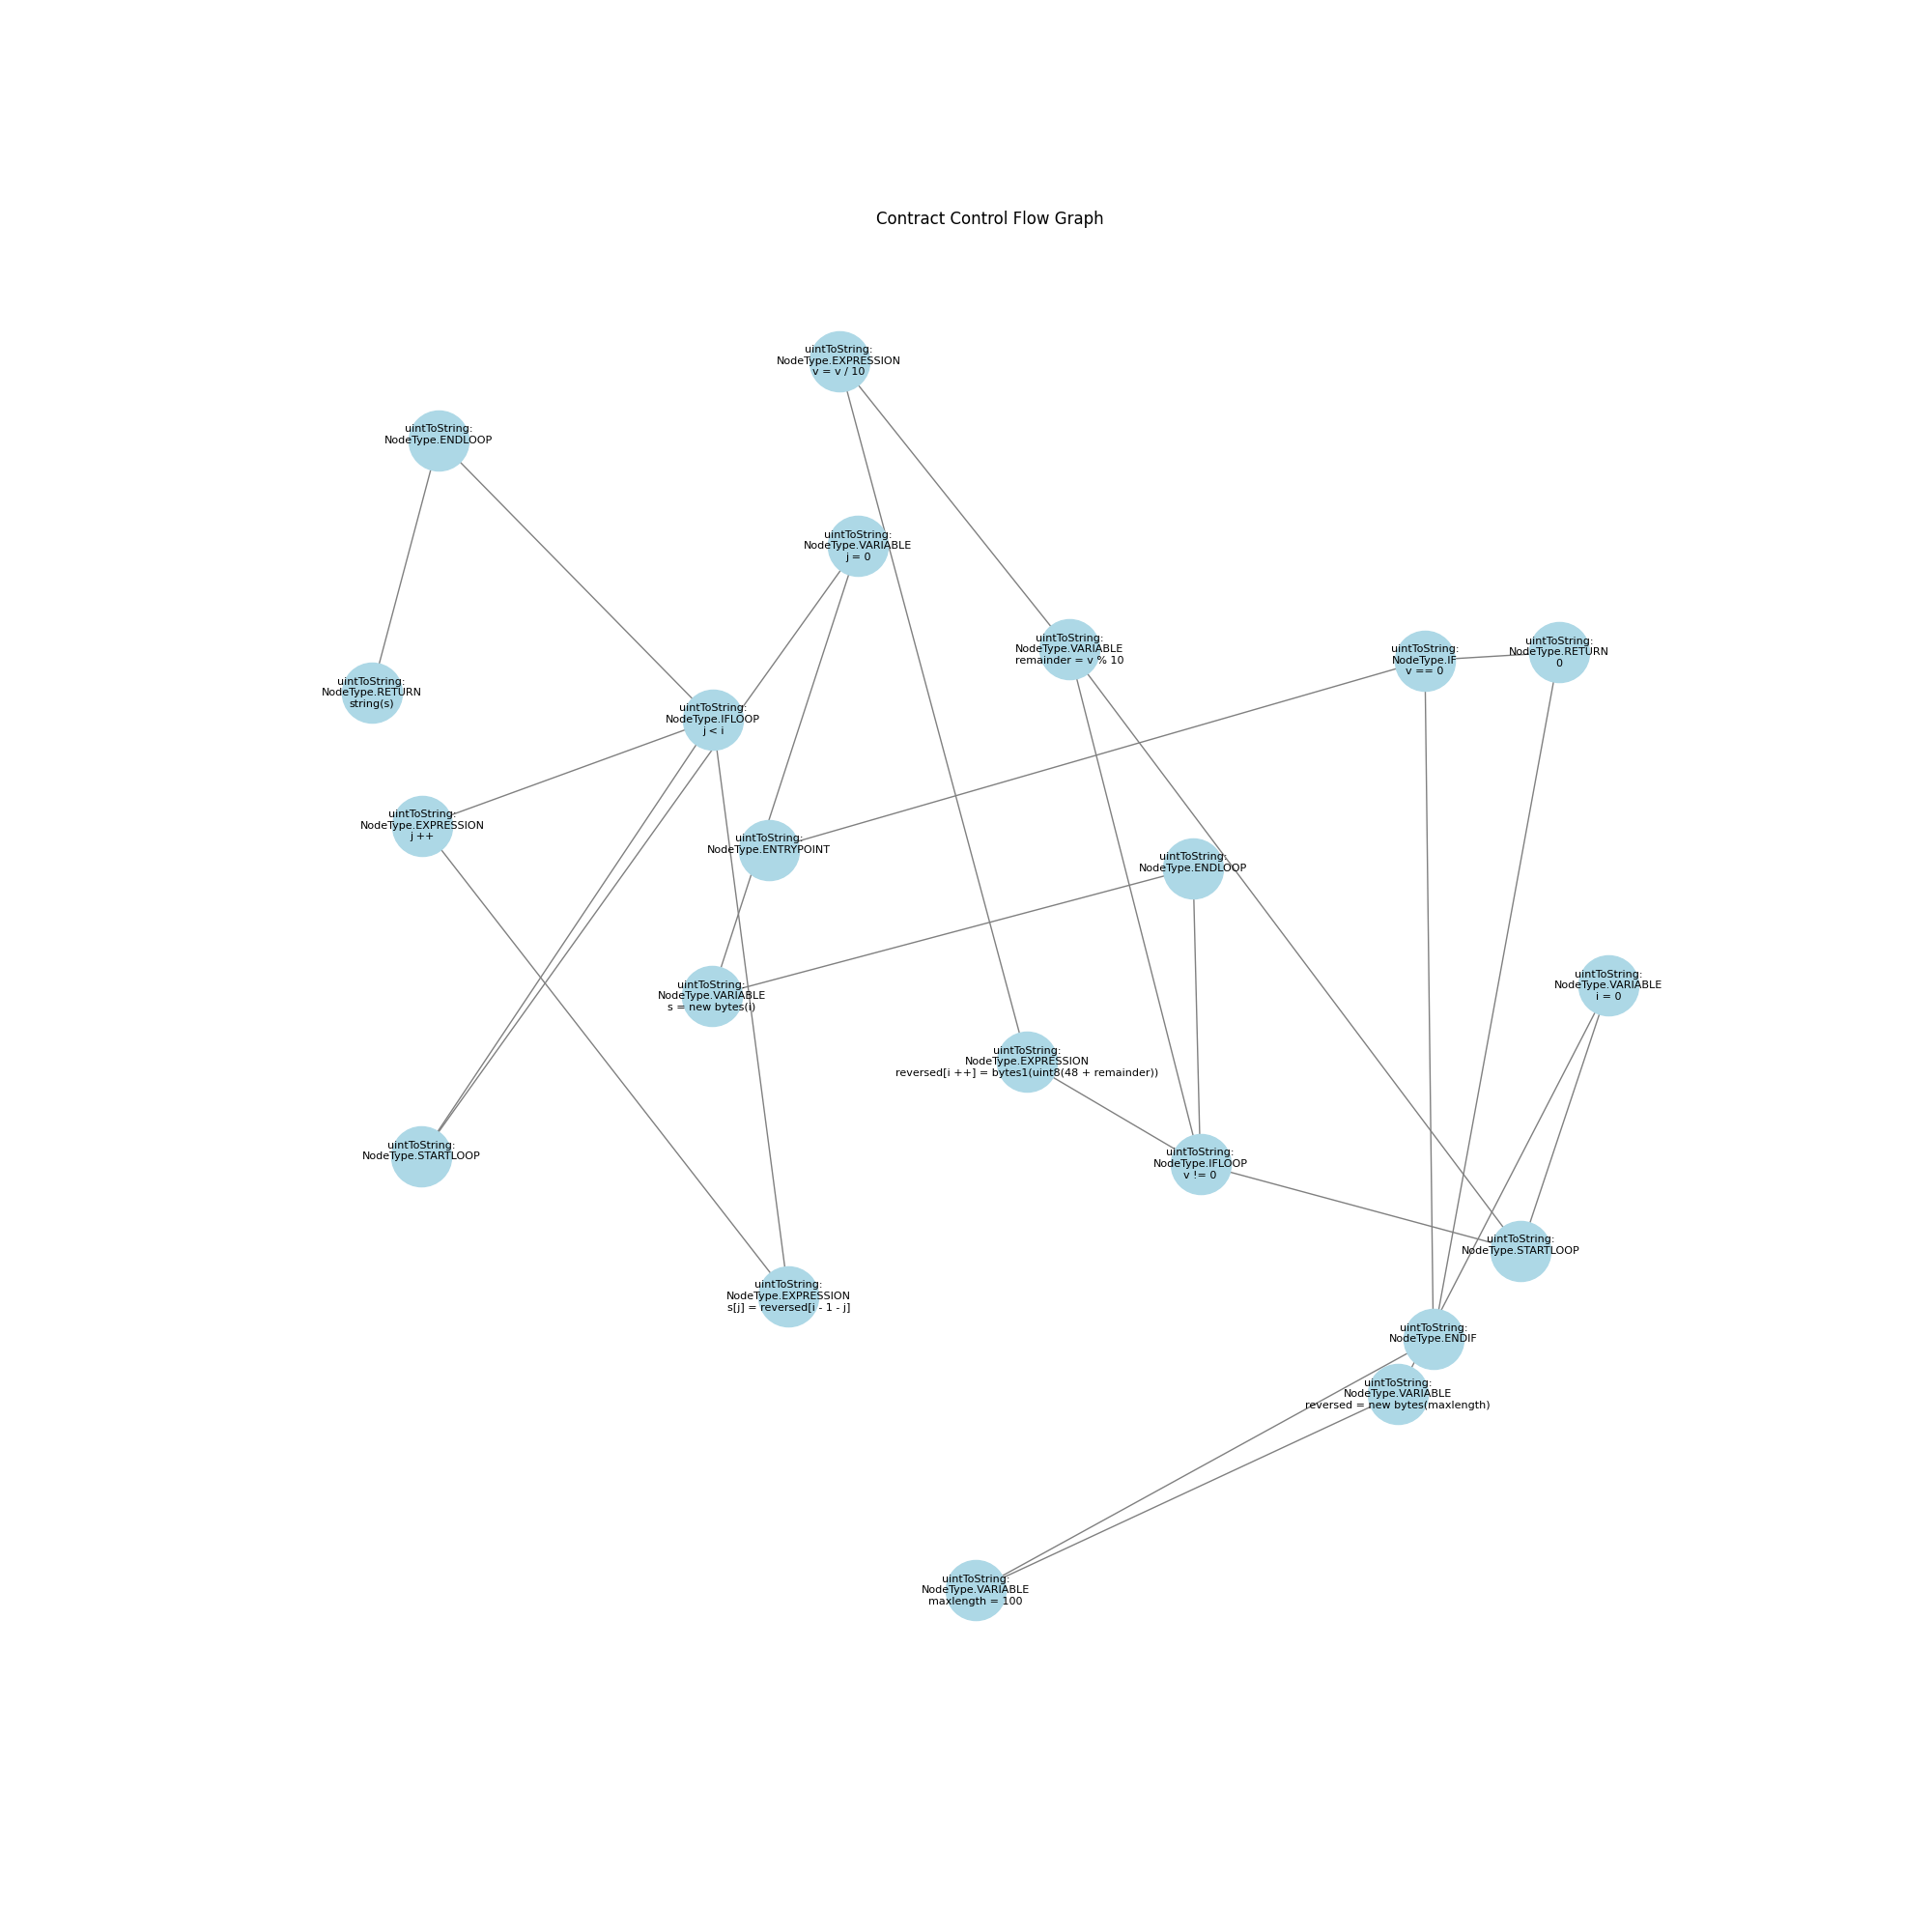 Contract Control Flow Graph
uintToString:
NodeType.EXPRESSION
v = v / 10
uintToString:
NodeType.ENDLOOP
uintToString:
NodeType.VARIABLE
j = 0
uintToString:
NodeType.VARIABLE
remainder = v % 10
uintToString:
NodeType.IF
v == 0
uintToString:
NodeType.RETURN
0
uintToString:
NodeType.RETURN
string(s)
uintToString:
NodeType.IFLOOP
j < i
uintToString:
NodeType.EXPRESSION
j ++
uintToString:
NodeType.ENTRYPOINT
uintToString:
NodeType.ENDLOOP
uintToString:
NodeType.VARIABLE
s = new bytes(i)
uintToString:
NodeType.VARIABLE
i = 0
uintToString:
NodeType.EXPRESSION
reversed[i ++] = bytes1(uint8(48 + remainder))
uintToString:
NodeType.STARTLOOP
uintToString:
NodeType.IFLOOP
v != 0
uintToString:
NodeType.STARTLOOP
uintToString:
NodeType.EXPRESSION
s[j] = reversed[i - 1 - j]
uintToString:
NodeType.ENDIF
uintToString:
NodeType.VARIABLE
reversed = new bytes(maxlength)
uintToString:
NodeType.VARIABLE
maxlength = 100